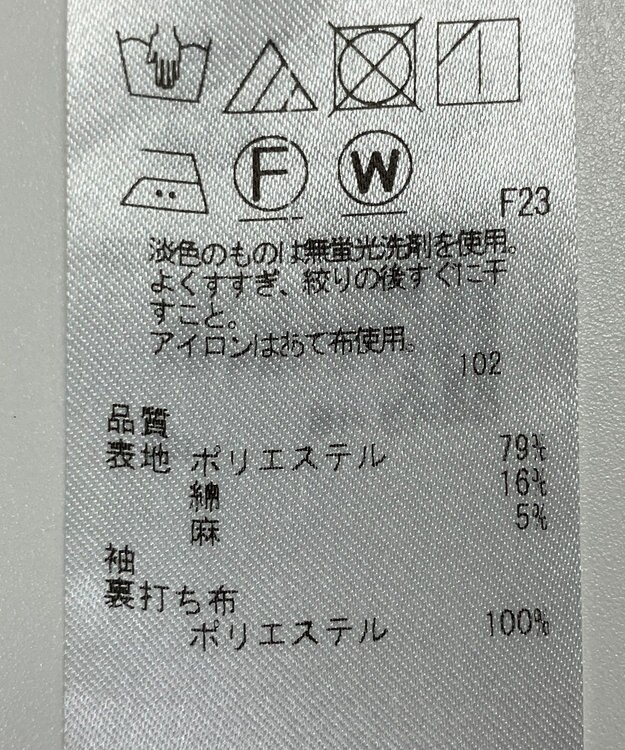 F W F23
淡色のものは無蛍光洗剤を使用。
よくすすぎ、絞りの後すぐに干
すこと。
アイロンはあて布使用。
102
品質
表地 ポリエステル 79%
綿 16%
麻 5%
袖
裏打ち布
ポリエステル 100%